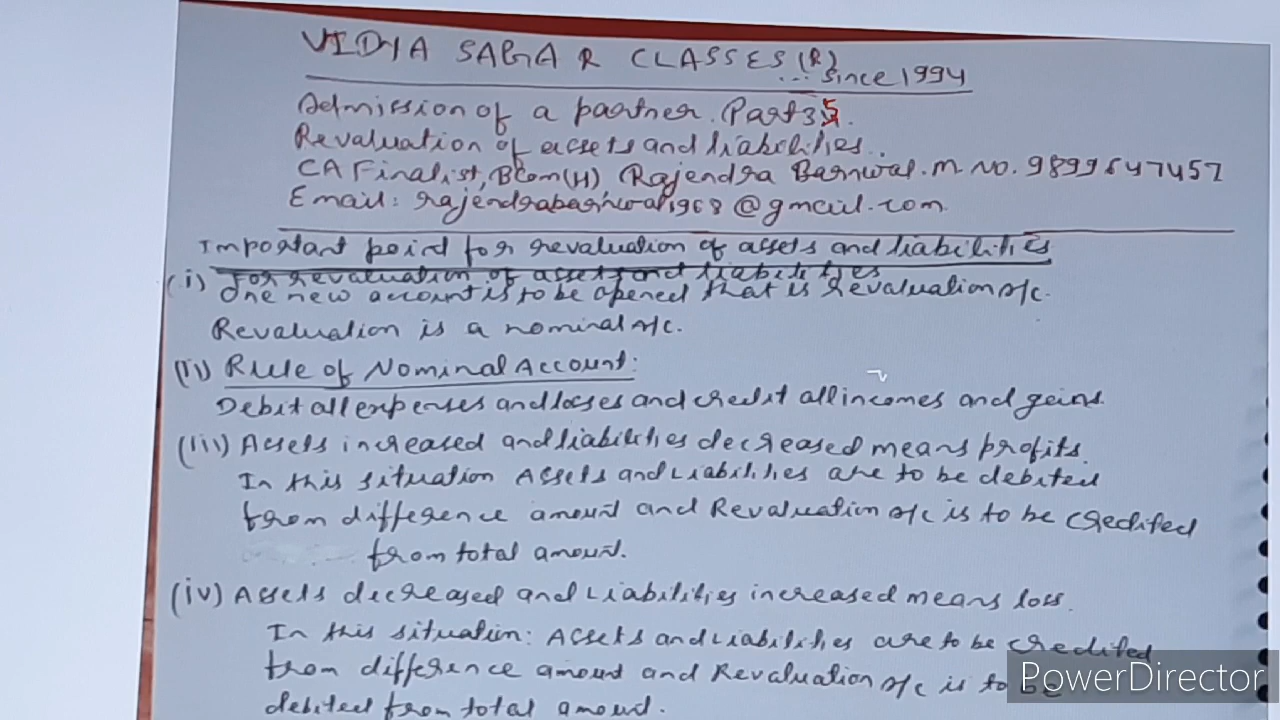 VIDYA SAGAR CLASSES (R)
... since 1994
Admission of a partner. Part 35.
Revaluation of assets and liabilities.
CA Finalist, BCom(H), Rajendra Barnwal. M. No. 9899647457
Email: rajendrabarnwal1968@gmail.com
Important point for revaluation of assets and liabilities
(i) For revaluation of assets and liabilities
One new account is to be opened that is revaluation A/c.
Revaluation is a nominal A/c.
(ii) Rule of Nominal Account:
Debit all expenses and losses and credit all incomes and gains.
(iii) Assets increased and liabilities decreased means profits.
In this situation Assets and Liabilities are to be debited
from difference amount and Revaluation A/c is to be credited
from total amount.
(iv) Assets decreased and Liabilities increased means loss.
In this situation: Assets and Liabilities are to be credited
from difference amount and Revaluation A/c is to be
debited from total amount.
PowerDirector